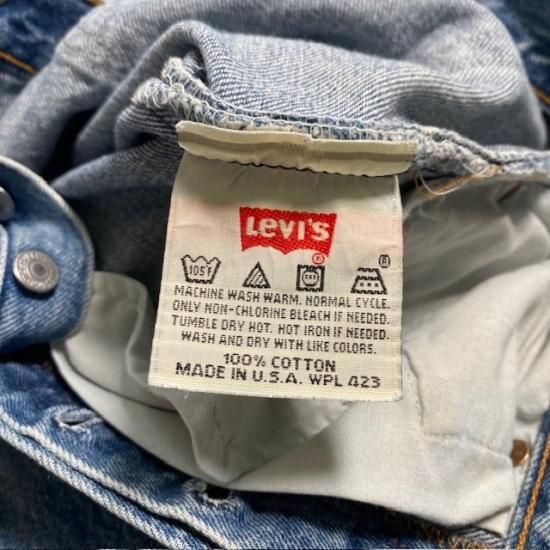 LEVI'S
®
105F
MACHINE WASH WARM. NORMAL CYCLE.
ONLY NON-CHLORINE BLEACH IF NEEDED.
TUMBLE DRY HOT. HOT IRON IF NEEDED.
WASH AND DRY WITH LIKE COLORS.
100% COTTON
MADE IN U.S.A. WPL 423